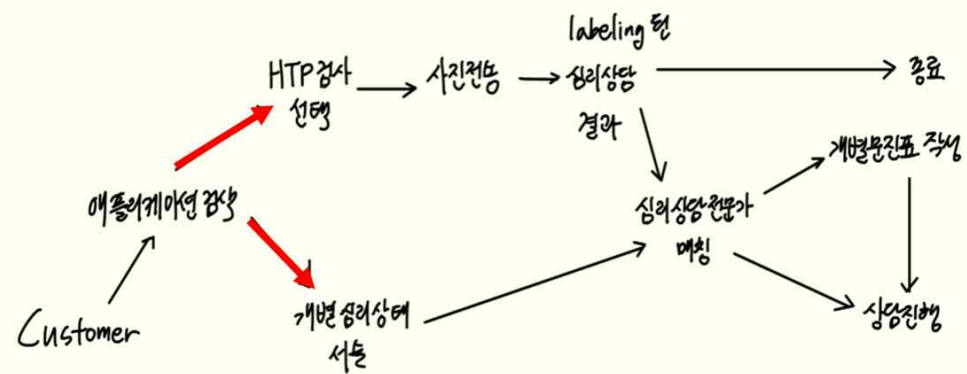 labeling 된
심리상담
결과
HTP검사
선택
사진전송
종료
개별문진표 작성
애플리케이션 검색
심리상담전문가
매칭
Customer
개별 심리상태
서술
상담진행